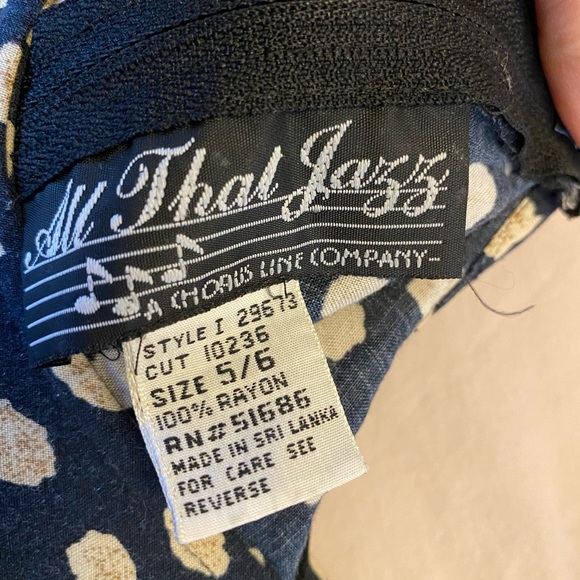 All That Jazz
-A CHORUS LINE COMPANY-
STYLE I 29673
CUT 10236
SIZE 5/6
100% RAYON
RN# 51686
MADE IN SRI LANKA
FOR CARE SEE
REVERSE